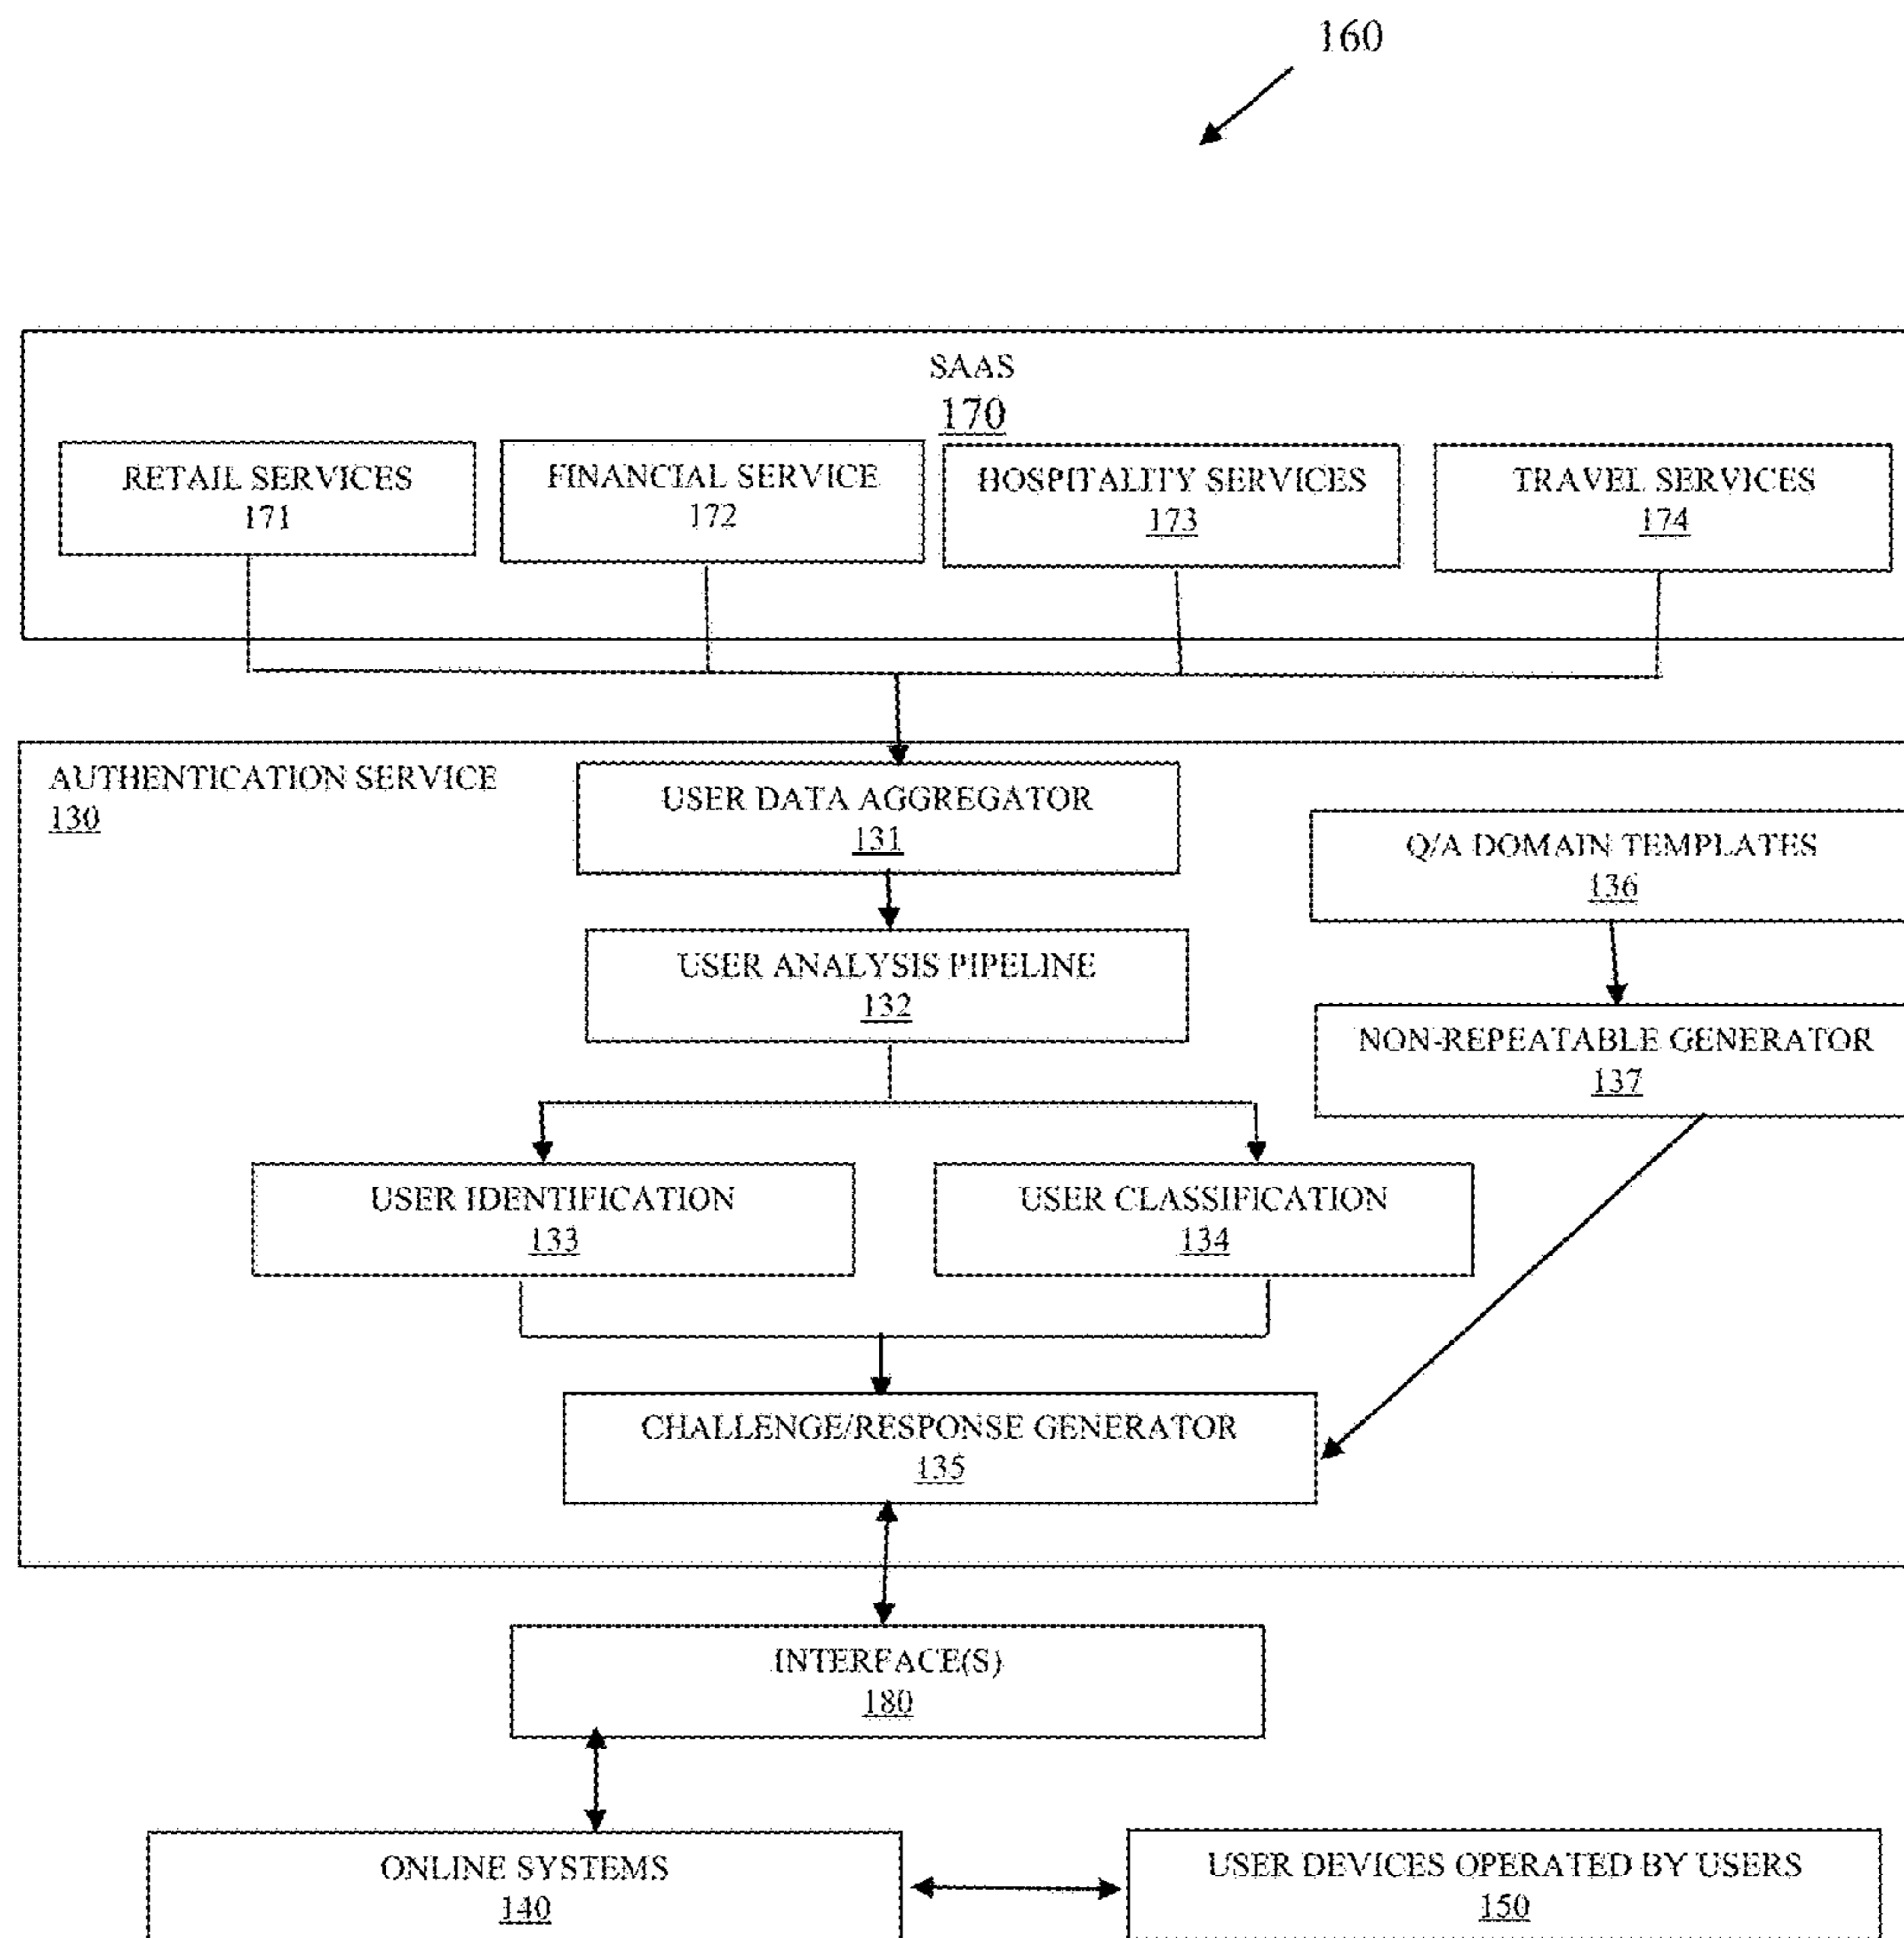 160
SAAS
170
RETAIL SERVICES
171
FINANCIAL SERVICE
172
HOSPITALITY SERVICES
173
TRAVEL SERVICES
174
AUTHENTICATION SERVICE
130
USER DATA AGGREGATOR
131
Q/A DOMAIN TEMPLATES
136
USER ANALYSIS PIPELINE
132
NON-REPEATABLE GENERATOR
137
USER IDENTIFICATION
133
USER CLASSIFICATION
134
CHALLENGE/RESPONSE GENERATOR
135
INTERFACE(S)
180
ONLINE SYSTEMS
140
USER DEVICES OPERATED BY USERS
150